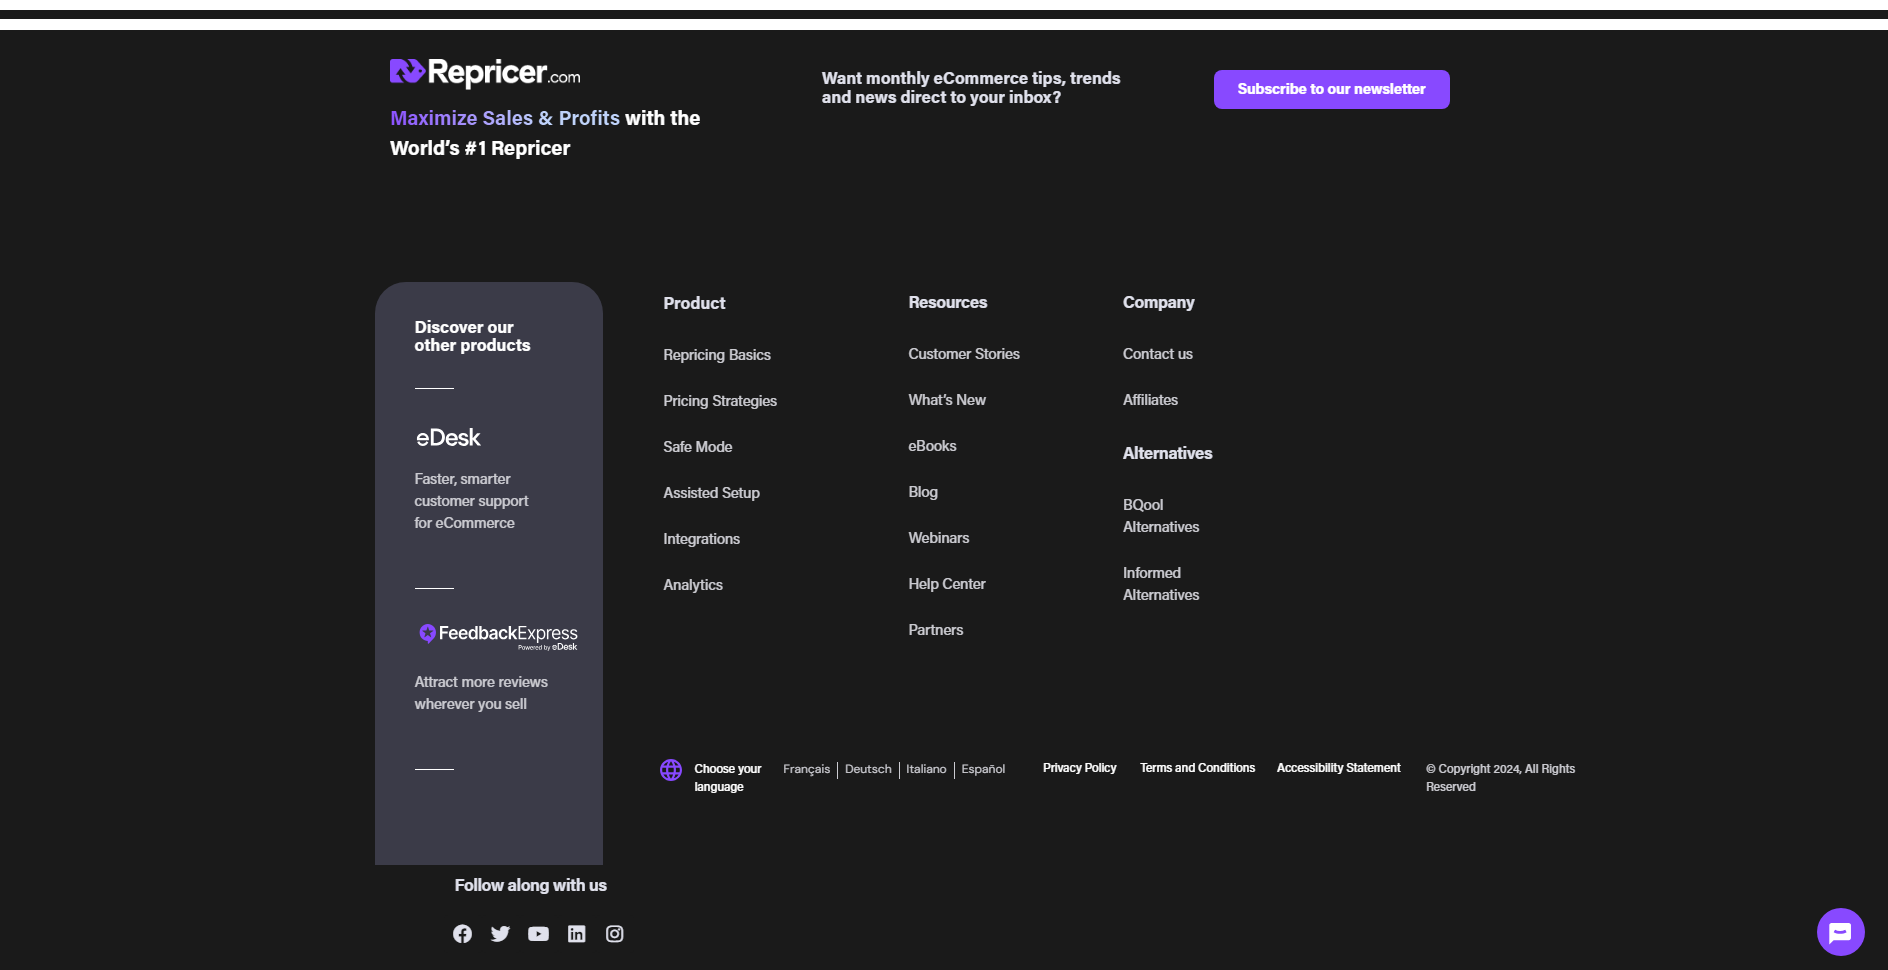 Repricer.com
Maximize Sales & Profits with the
World's #1 Repricer
Want monthly eCommerce tips, trends
and news direct to your inbox?
Subscribe to our newsletter
Discover our
other products
eDesk
Faster, smarter
customer support
for eCommerce
FeedbackExpress
Powered by eDesk
Attract more reviews
wherever you sell
Product
Repricing Basics
Pricing Strategies
Safe Mode
Assisted Setup
Integrations
Analytics
Resources
Customer Stories
What's New
eBooks
Blog
Webinars
Help Center
Partners
Company
Contact us
Affiliates
Alternatives
BQool
Alternatives
Informed
Alternatives
Choose your
language
Français | Deutsch | Italiano | Español
Privacy Policy
Terms and Conditions
Accessibility Statement
© Copyright 2024, All Rights
Reserved
Follow along with us